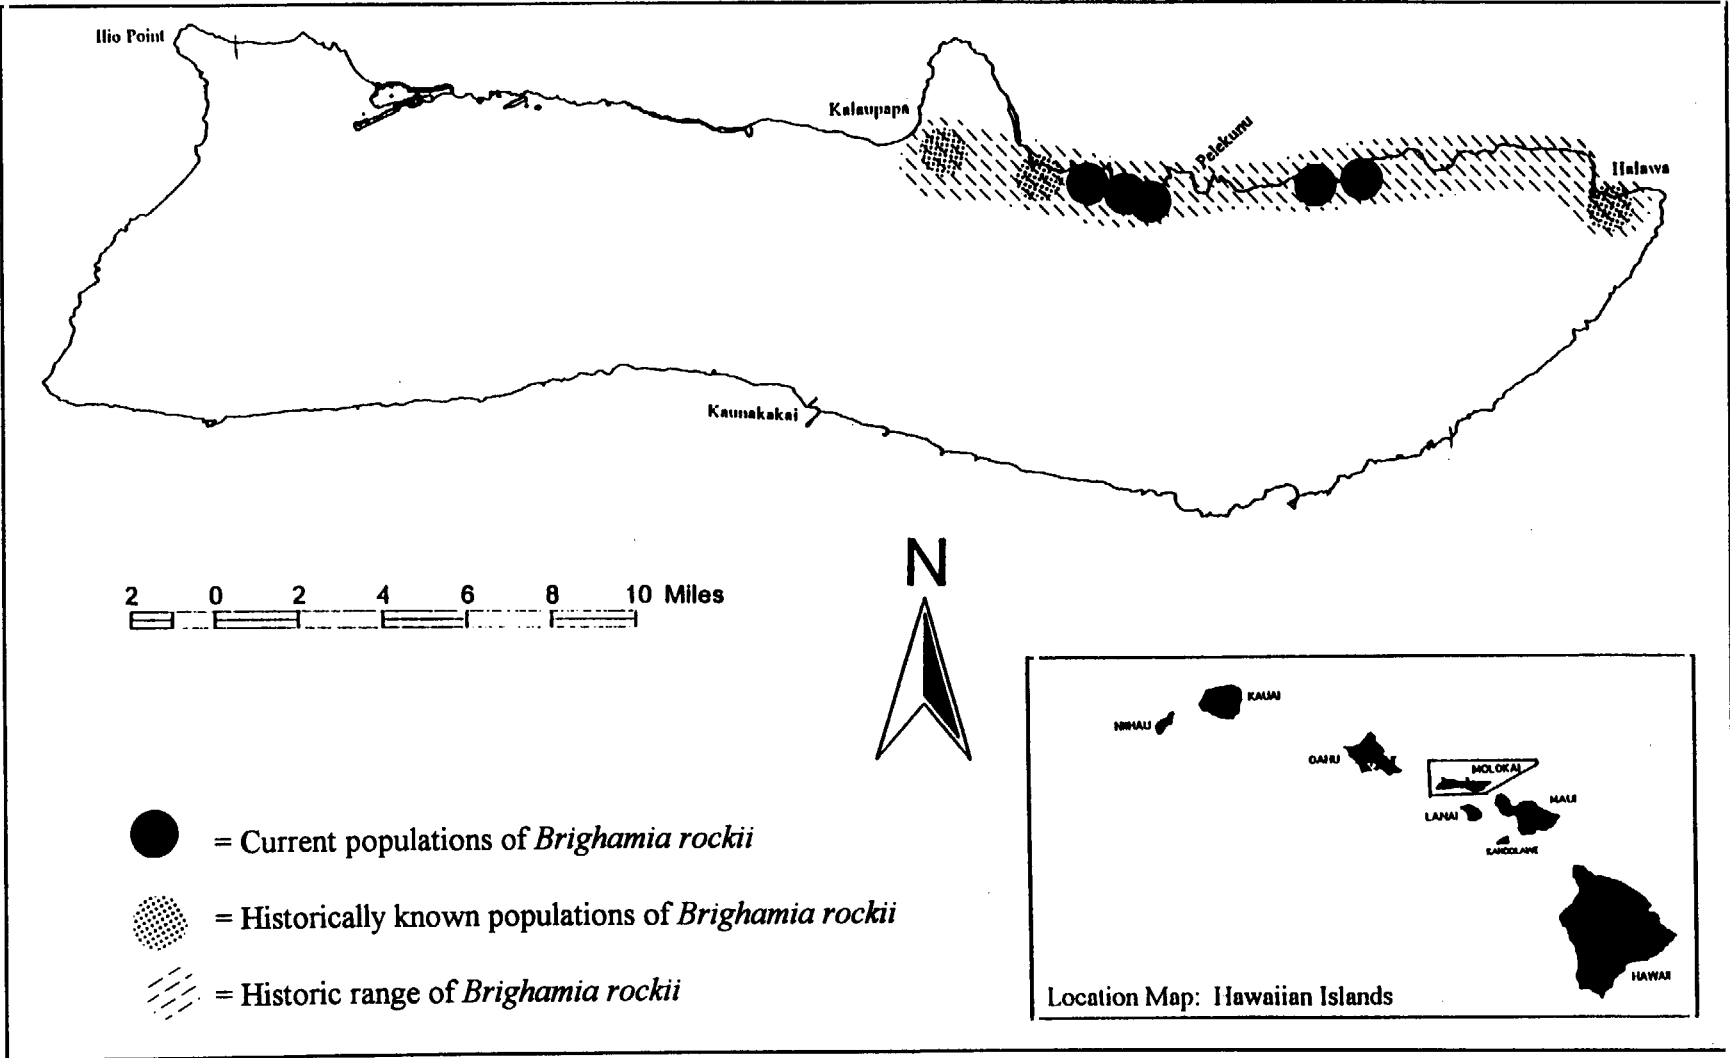 Ilio Point
Kalaupapa
Pelekunu
Halawa
Kaunakakai
N
2 0 2 4 6 8 10 Miles
KAUAI
NIIHAU
OAHU
MOLOKAI
MAUI
LANAI
KAHOOLAWE
HAWAII
Location Map: Hawaiian Islands
= Current populations of Brighamia rockii
= Historically known populations of Brighamia rockii
= Historic range of Brighamia rockii